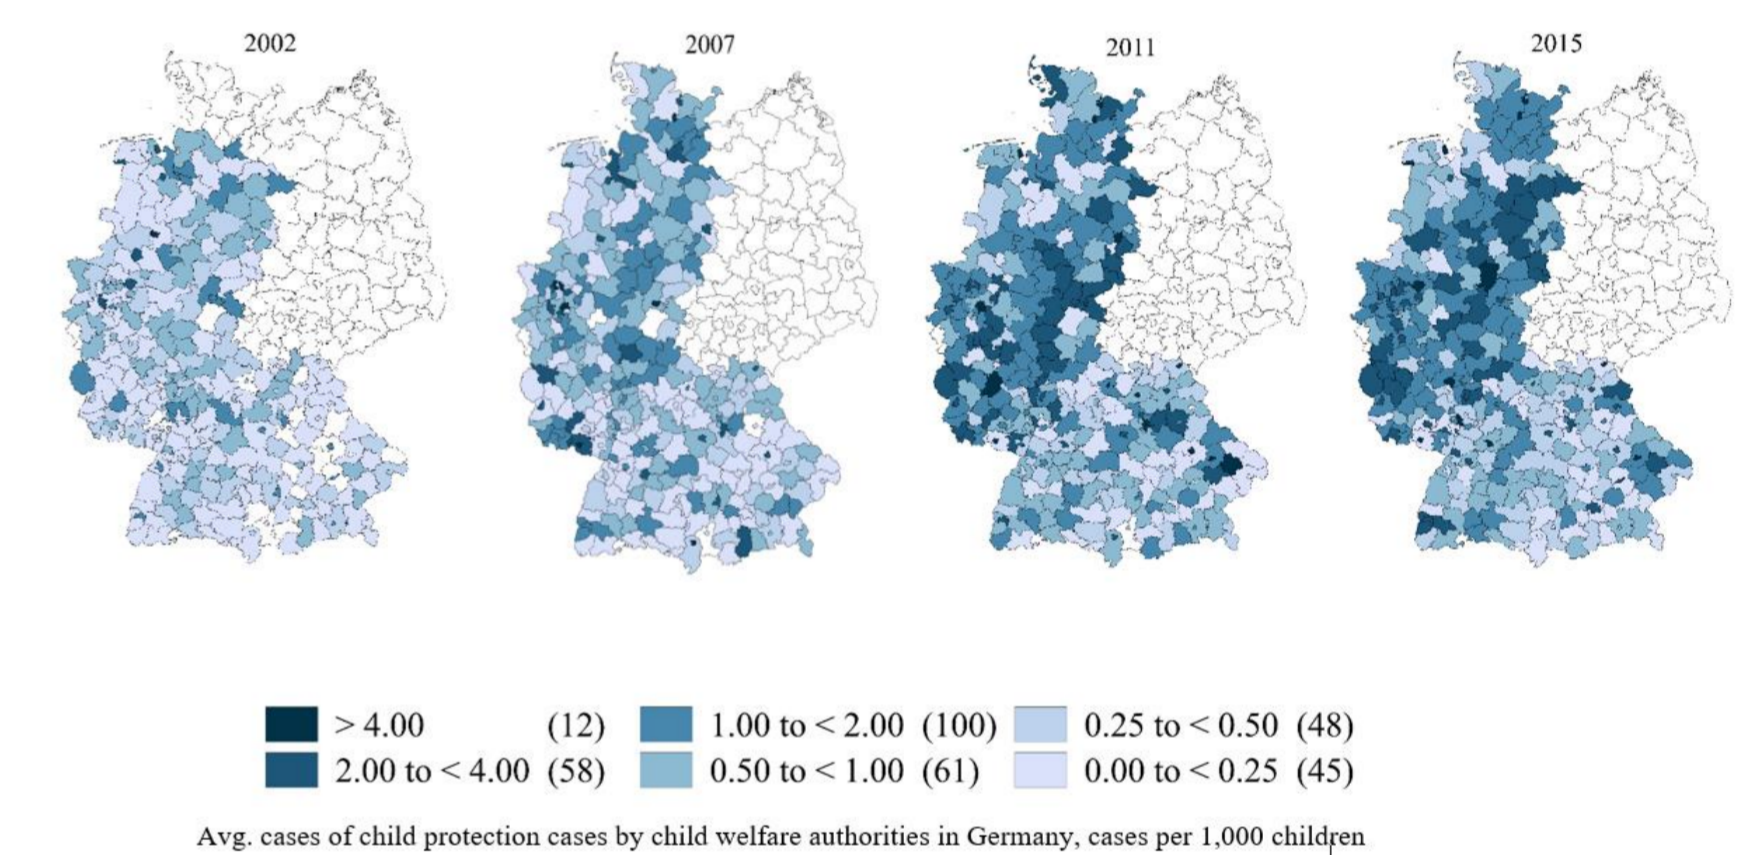 2002 2007 2011 2015
> 4.00 (12) 1.00 to < 2.00 (100) 0.25 to < 0.50 (48)
2.00 to < 4.00 (58) 0.50 to < 1.00 (61) 0.00 to < 0.25 (45)
Avg. cases of child protection cases by child welfare authorities in Germany, cases per 1,000 children